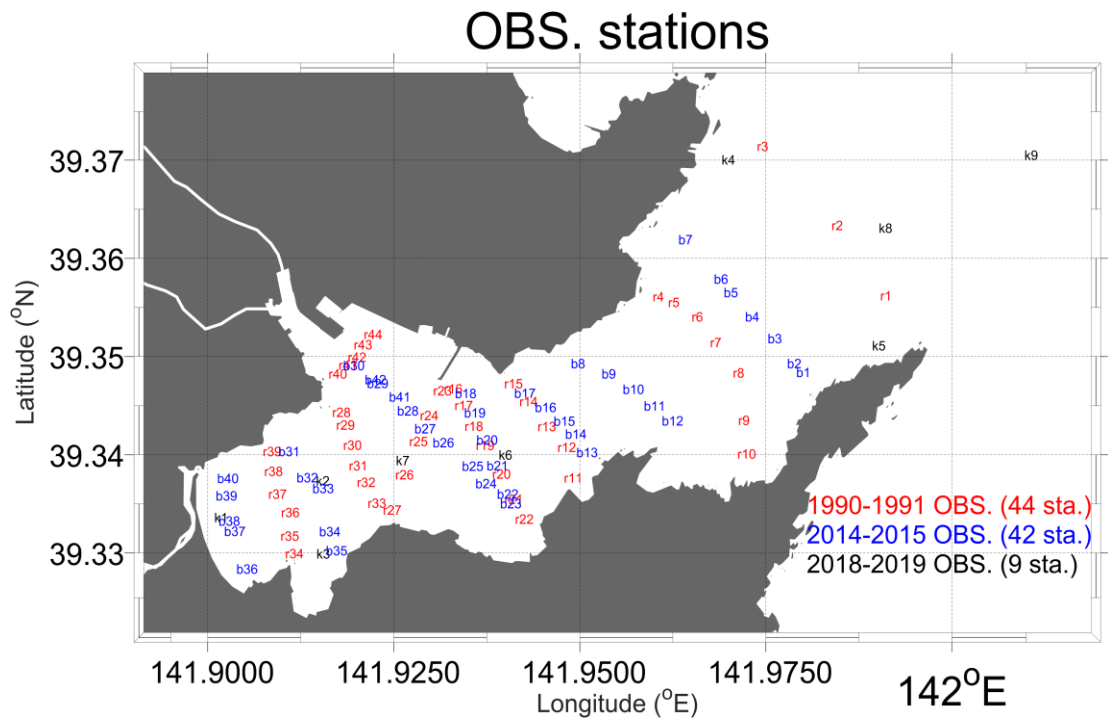 OBS. stations
39.37
39.36
39.35
39.34
39.33
Latitude (°N)
141.9000
141.9250
141.9500
141.9750
142°E
Longitude (°E)
r3
k4
k9
r2
k8
b7
b6
b5
r4
r5
r1
r6
b4
r44
r43
r42
r41
b30
r40
b42
b29
r7
b3
k5
b8
b9
r8
b2
b1
r15
b17
r14
b16
r16
b18
r17
b19
b41
b10
b11
b12
r9
r28
r29
b44
r24
b27
r18
r13
b15
b14
r30
r25
b26
b20
r19
r12
b13
r10
r39
b31
k7
k6
r38
r31
r26
b25
b21
r20
r11
b40
b32
k2
b33
r32
b37
b39
r37
b22
b23
k1
b38
b37
r36
r33
r27
r22
r35
b34
r34
k3
b35
b36
1990-1991 OBS. (44 sta.)
2014-2015 OBS. (42 sta.)
2018-2019 OBS. (9 sta.)